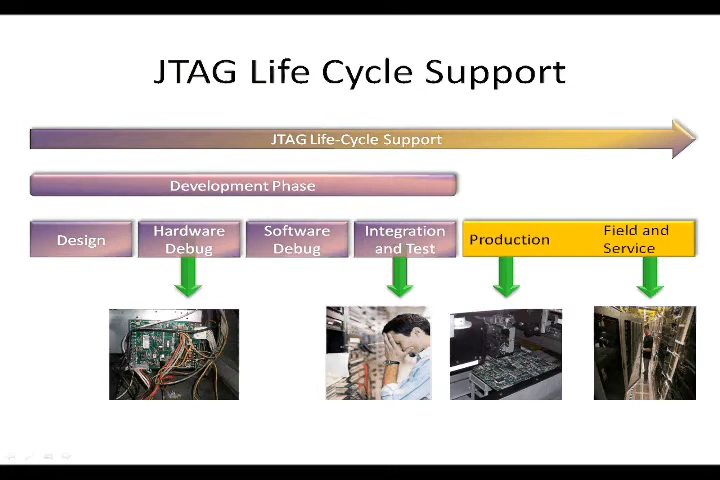 JTAG Life Cycle Support
JTAG Life-Cycle Support
Development Phase
Design
Hardware
Debug
Software
Debug
Integration
and Test
Production
Field and
Service